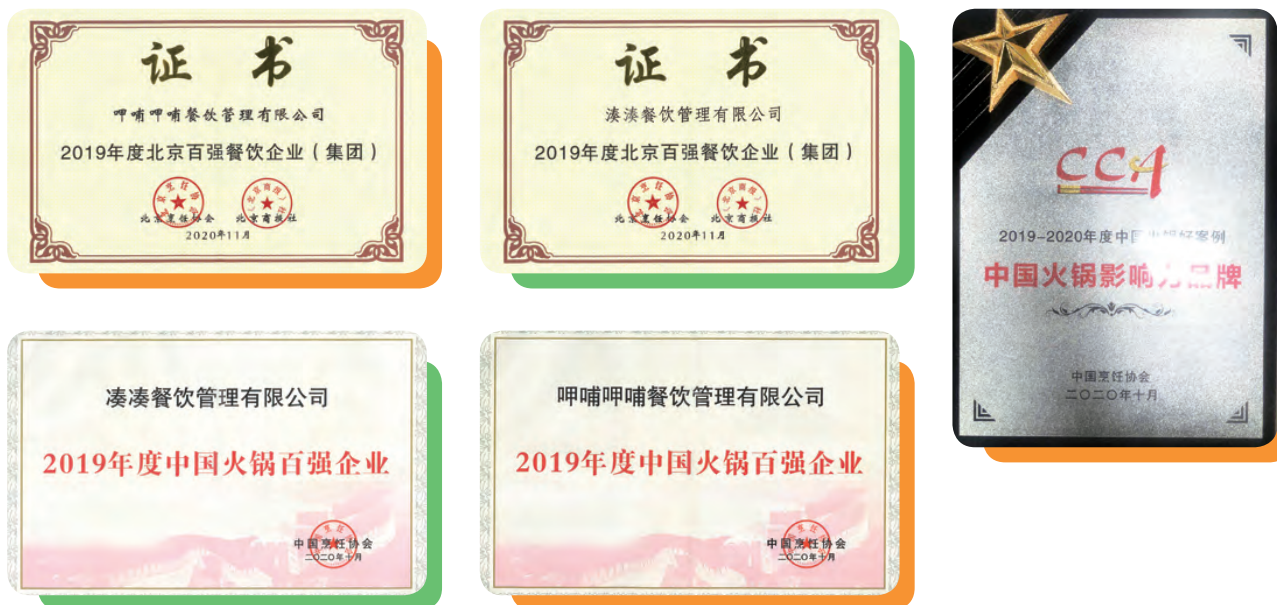 证 书
呷哺呷哺餐饮管理有限公司
2019年度北京百强餐饮企业（集团）
北京烹饪协会 北京商报社
2020年11月
证 书
湊湊餐饮管理有限公司
2019年度北京百强餐饮企业（集团）
北京烹饪协会 北京商报社
2020年11月
CCA
2019-2020年度中国火锅好案例
中国火锅影响力品牌
中国烹饪协会
二〇二〇年十月
凑凑餐饮管理有限公司
2019年度中国火锅百强企业
中国烹饪协会
二〇二〇年十月
呷哺呷哺餐饮管理有限公司
2019年度中国火锅百强企业
中国烹饪协会
二〇二〇年十月